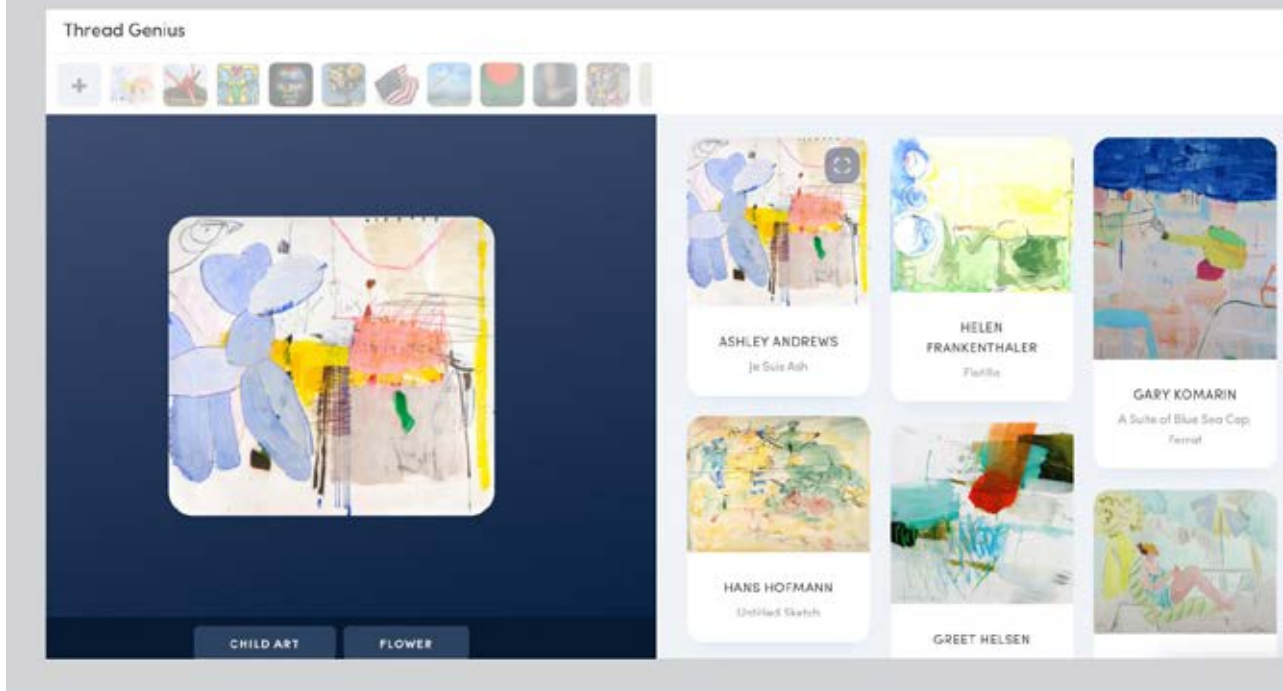 Thread Genius
+
ASHLEY ANDREWS
Je Suis Ash
HELEN
FRANKENTHALER
Flotilla
GARY KOMARIN
A Suite of Blue Sea Cap,
Ferrat
HANS HOFMANN
Untitled Sketch
GREET HELSEN
CHILD ART
FLOWER